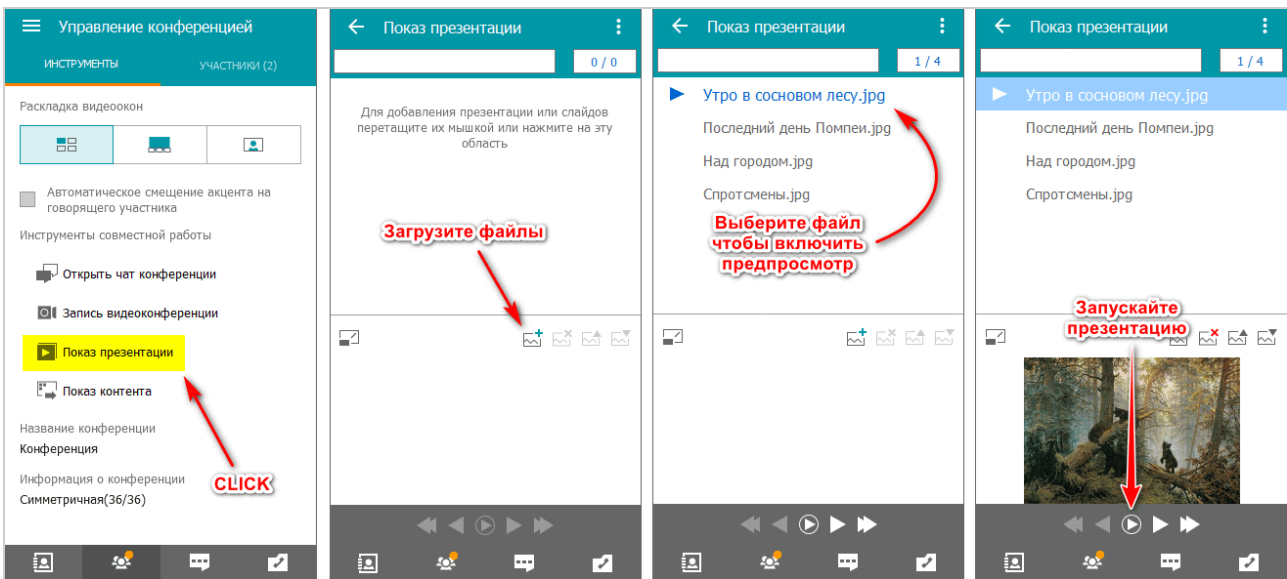 Управление конференцией
ИНСТРУМЕНТЫ
УЧАСТНИКИ (2)
Раскладка видеоокон
Автоматическое смещение акцента на
говорящего участника
Инструменты совместной работы
Открыть чат конференции
Запись видеоконференции
Показ презентации
Показ контента
Название конференции
Конференция
Информация о конференции
Симметричная(36/36)
CLICK
Показ презентации
0 / 0
Для добавления презентации или слайдов
перетащите их мышкой или нажмите на эту
область
Загрузите файлы
Показ презентации
1 / 4
Утро в сосновом лесу.jpg
Последний день Помпеи.jpg
Над городом.jpg
Спротсмены.jpg
Выберите файл
чтобы включить
предпросмотр
Показ презентации
1 / 4
Утро в сосновом лесу.jpg
Последний день Помпеи.jpg
Над городом.jpg
Спротсмены.jpg
Запускайте
презентацию